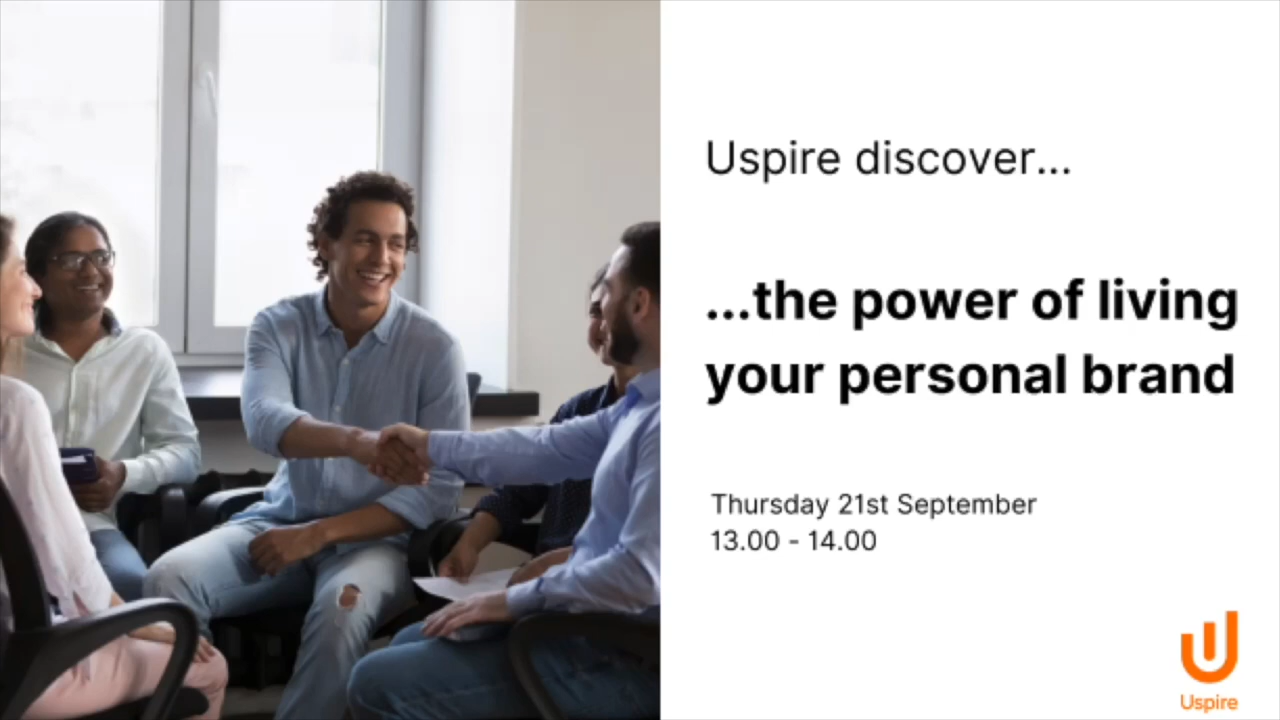 Uspire discover...
...the power of living
your personal brand
Thursday 21st September
13.00 - 14.00
Uspire